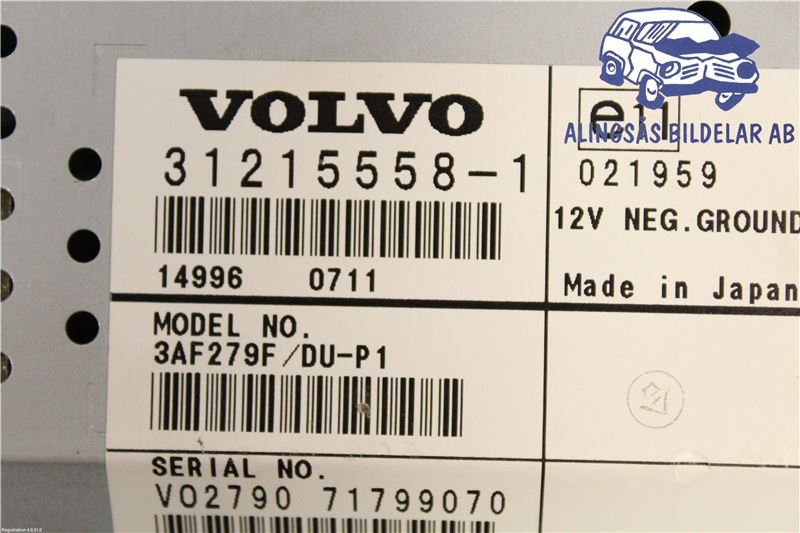 VOLVO
31215558-1
14996 0711
MODEL NO.
3AF279F/DU-P1
SERIAL NO.
VO2790 71799070
e11
021959
12V NEG.GROUND
Made in Japan
ALINGSÅS BILDELAR AB